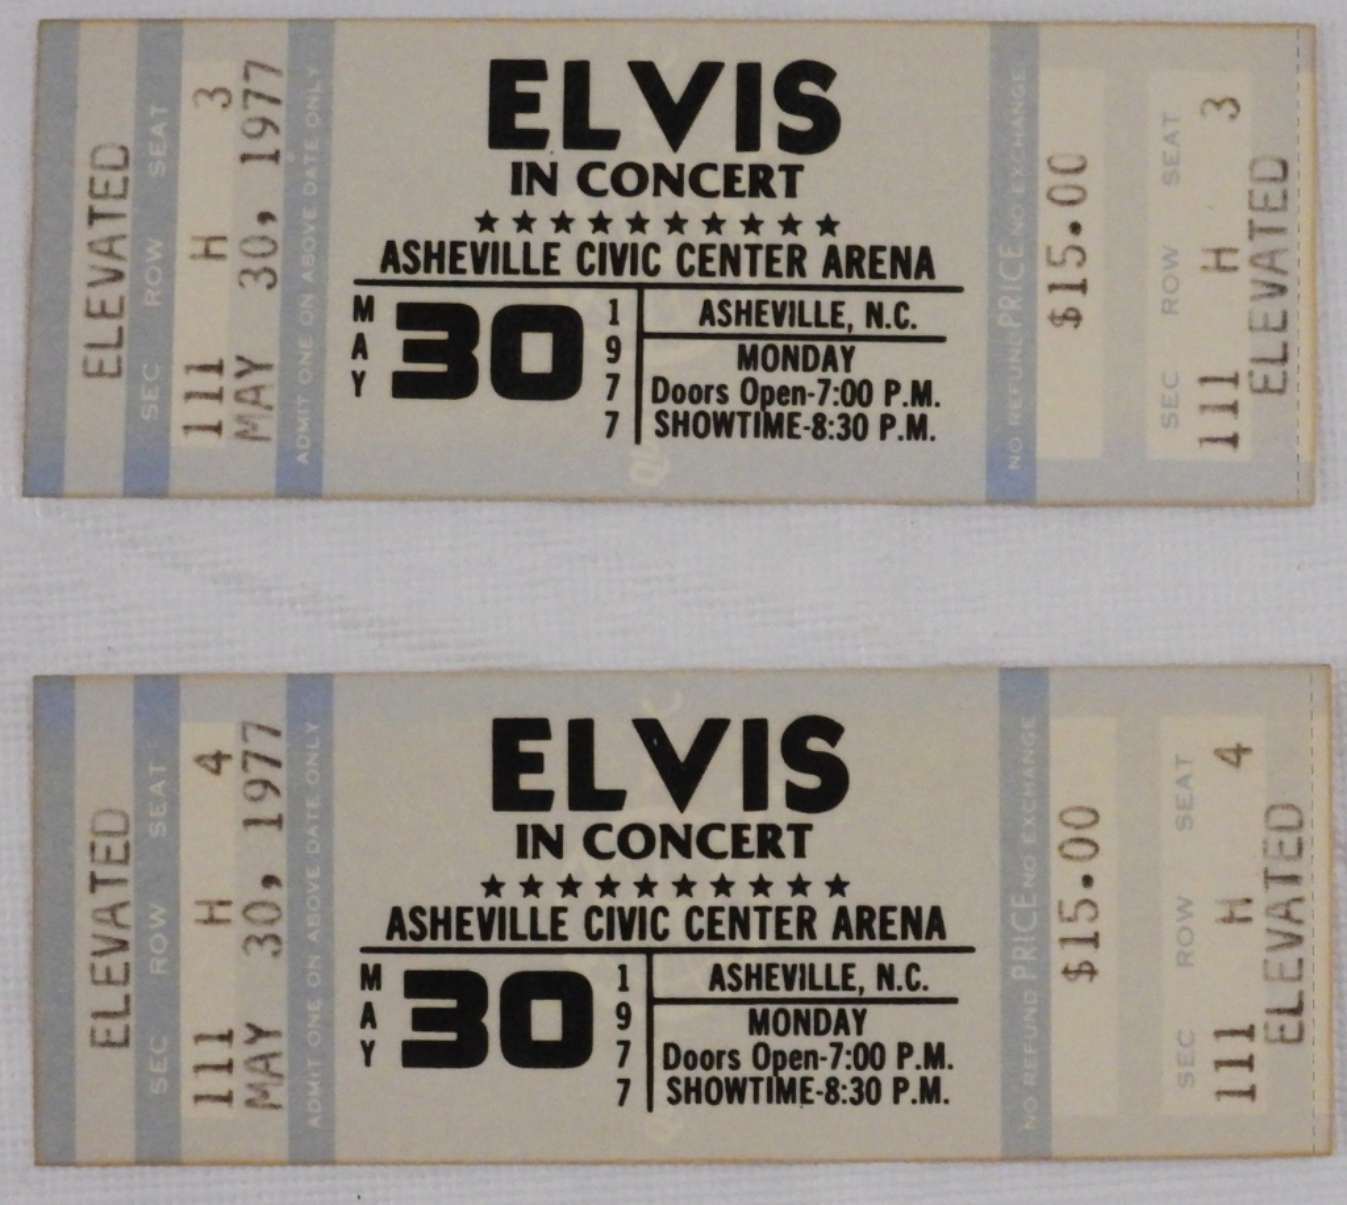 ELEVATED
SEC ROW SEAT
111 H 3
MAY 30, 1977
ADMIT ONE ON ABOVE DATE ONLY
ELVIS
IN CONCERT
★★★★★★★★★★
ASHEVILLE CIVIC CENTER ARENA
MAY 30 1977
ASHEVILLE, N.C.
MONDAY
Doors Open-7:00 P.M.
SHOWTIME-8:30 P.M.
NO REFUND PRICE NO EXCHANGE
$15.00
SEC ROW SEAT
111 H 3
ELEVATED
ELEVATED
SEC ROW SEAT
111 H 4
MAY 30, 1977
ADMIT ONE ON ABOVE DATE ONLY
ELVIS
IN CONCERT
★★★★★★★★★★
ASHEVILLE CIVIC CENTER ARENA
MAY 30 1977
ASHEVILLE, N.C.
MONDAY
Doors Open-7:00 P.M.
SHOWTIME-8:30 P.M.
NO REFUND PRICE NO EXCHANGE
$15.00
SEC ROW SEAT
111 H 4
ELEVATED